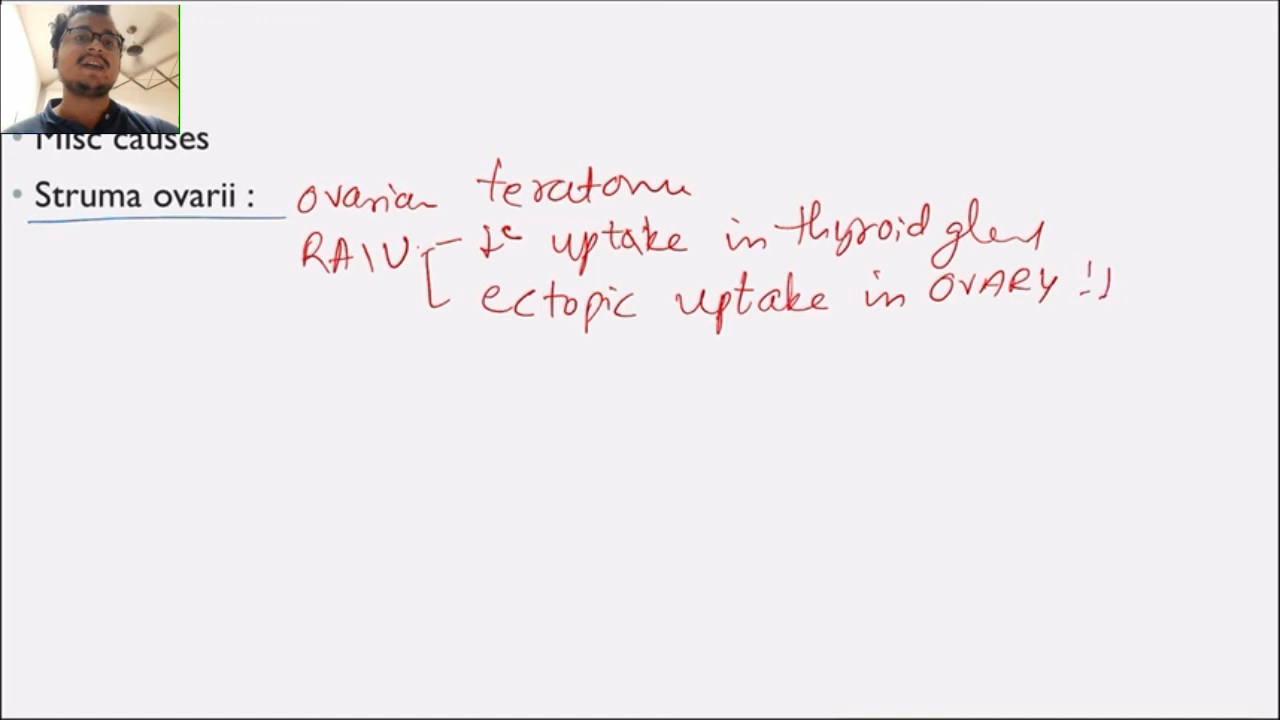 • Misc causes
• Struma ovarii : ovarian teratoma
RAIU - ↓e uptake in thyroid gland
ectopic uptake in OVARY !!